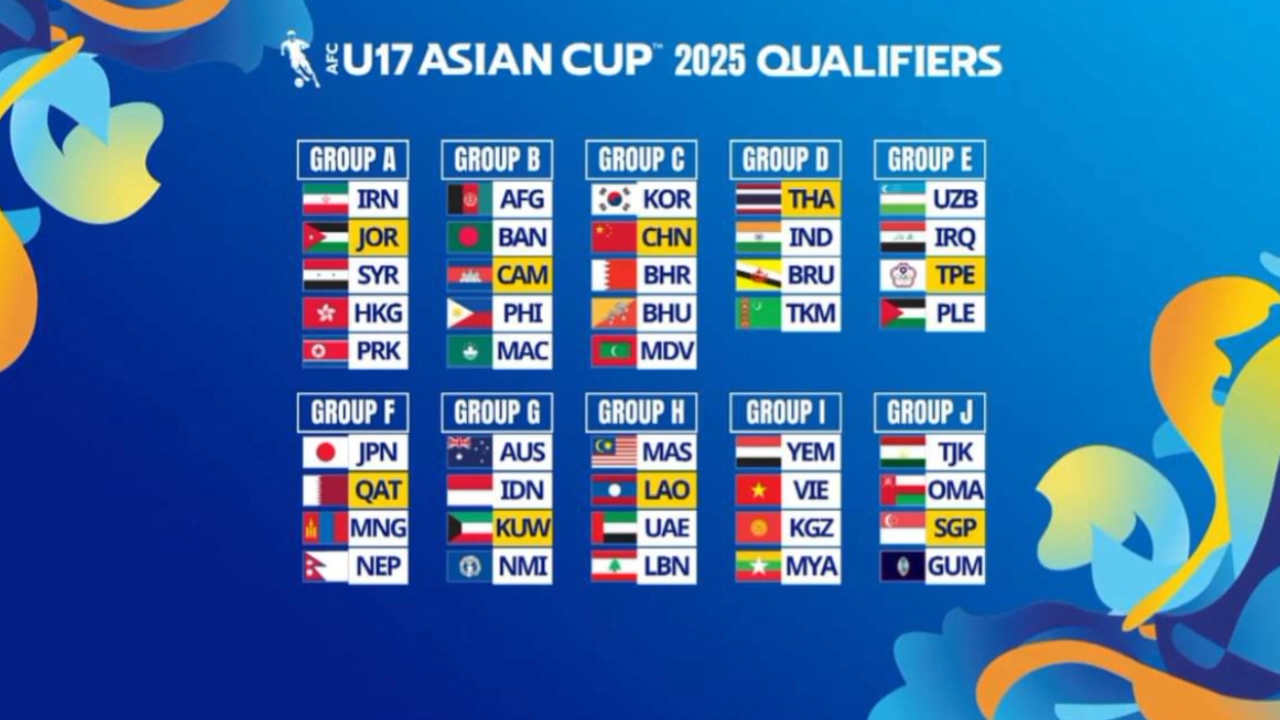 AFC U17 ASIAN CUP™ 2025 QUALIFIERS
GROUP A
IRN
JOR
SYR
HKG
PRK
GROUP B
AFG
BAN
CAM
PHI
MAC
GROUP C
KOR
CHN
BHR
BHU
MDV
GROUP D
THA
IND
BRU
TKM
GROUP E
UZB
IRQ
TPE
PLE
GROUP F
JPN
QAT
MNG
NEP
GROUP G
AUS
IDN
KUW
NMI
GROUP H
MAS
LAO
UAE
LBN
GROUP I
YEM
VIE
KGZ
MYA
GROUP J
TJK
OMA
SGP
GUM